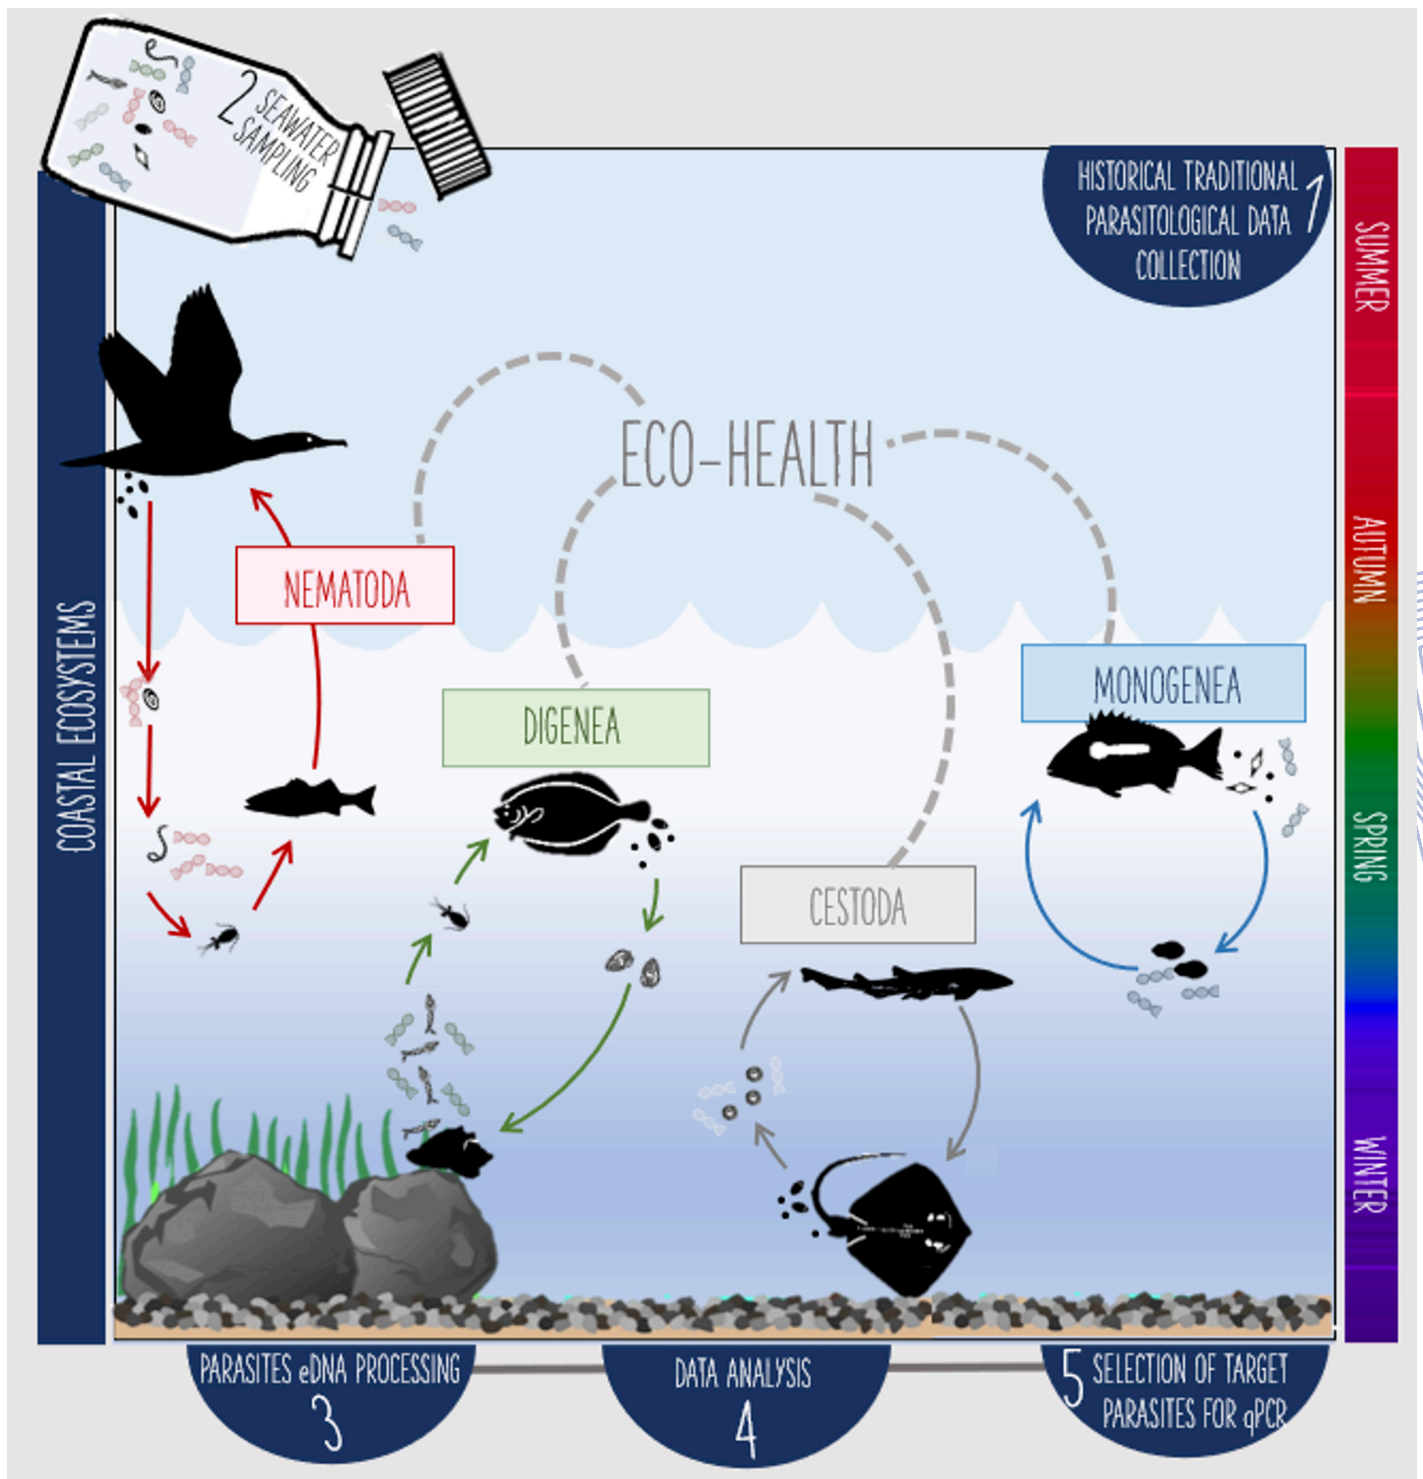 2 SEAWATER
SAMPLING
HISTORICAL TRADITIONAL
PARASITOLOGICAL DATA
COLLECTION
1
SUMMER
AUTUMN
SPRING
WINTER
COASTAL ECOSYSTEMS
ECO-HEALTH
NEMATODA
DIGENEA
MONOGENEA
CESTODA
PARASITES eDNA PROCESSING
3
DATA ANALYSIS
4
5 SELECTION OF TARGET
PARASITES FOR qPCR